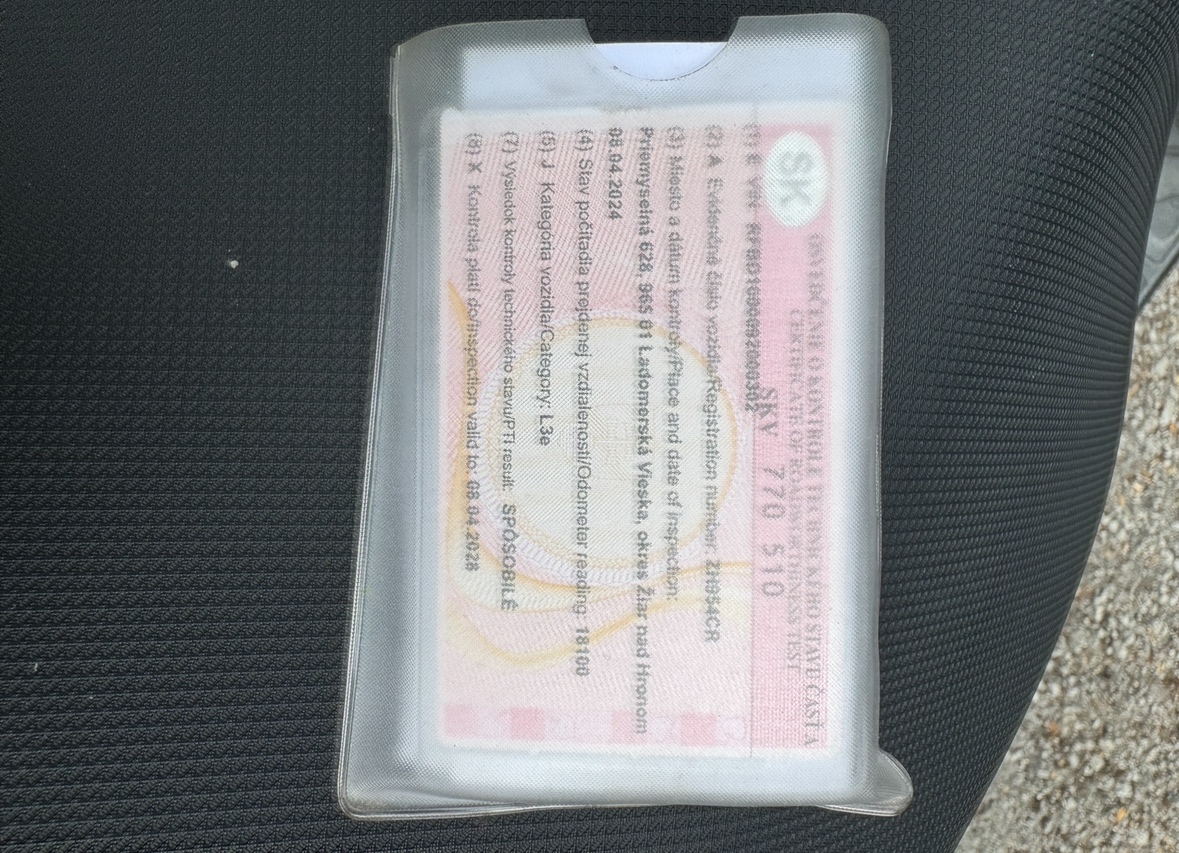 SK
OSVEDČENIE O KONTROLE TECHNICKÉHO STAVU ČASŤ A
CERTIFICATE OF ROADWORTHINESS TEST
SKV 770 510
(1) E
(2) A Evidenčné číslo vozidla/Registration number:
(3) Miesto a dátum kontroly/Place and date of inspection:
Priemyselná 628, 965 01 Ladomerská Vieska, okres Žiar nad Hronom
08.04.2024
(4) Stav počítadla prejdenej vzdialenosti/Odometer reading: 18100
(5) J Kategória vozidla/Category: L3e
(7) Výsledok kontroly technického stavu/PTI result: SPÔSOBILÉ
(8) K Kontrola platí do/Inspection valid to: 08.04.2028